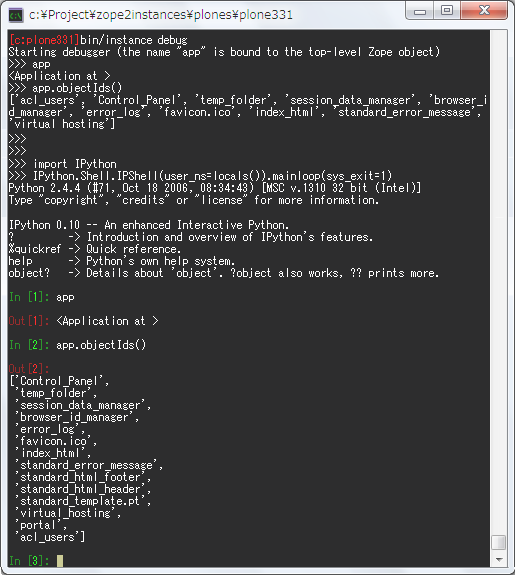 c:¥Project¥zope2instances¥plones¥plone331
[c:plone331]bin/instance debug
Starting debugger (the name "app" is bound to the top-level Zope object)
>>> app
<Application at >
>>> app.objectIds()
['acl_users', 'Control_Panel', 'temp_folder', 'session_data_manager', 'browser_i
d_manager', 'error_log', 'favicon.ico', 'index_html', 'standard_error_message',
'virtual_hosting']
>>>
>>>
>>> import IPython
>>> IPython.Shell.IPShell(user_ns=locals()).mainloop(sys_exit=1)
Python 2.4.4 (#71, Oct 18 2006, 08:34:43) [MSC v.1310 32 bit (Intel)]
Type "copyright", "credits" or "license" for more information.
IPython 0.10 -- An enhanced Interactive Python.
?         -> Introduction and overview of IPython's features.
%quickref -> Quick reference.
help      -> Python's own help system.
object?   -> Details about 'object'. ?object also works, ?? prints more.
In [1]: app
Out[1]: <Application at >
In [2]: app.objectIds()
Out[2]:
['Control_Panel',
'temp_folder',
'session_data_manager',
'browser_id_manager',
'error_log',
'favicon.ico',
'index_html',
'standard_error_message',
'standard_html_footer',
'standard_html_header',
'standard_template.pt',
'virtual_hosting',
'portal',
'acl_users']
In [3]: